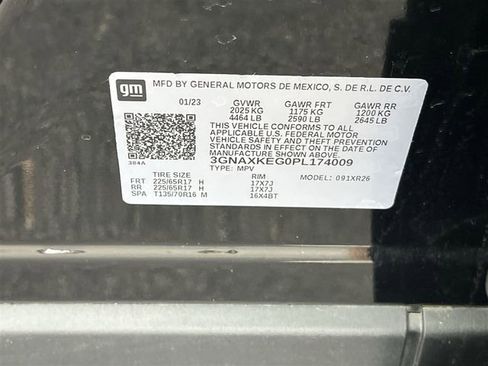 gm
MFD BY GENERAL MOTORS DE MEXICO, S. DE R.L. DE C.V.
01/23 GVWR GAWR FRT GAWR RR
2025 KG 1175 KG 1200 KG
4464 LB 2590 LB 2645 LB
THIS VEHICLE CONFORMS TO ALL
APPLICABLE U.S. FEDERAL MOTOR
VEHICLE SAFETY AND THEFT PREVENTION
STANDARDS IN EFFECT ON THE DATE OF
MANUFACTURE SHOWN ABOVE.
3GNAXKEG0PL174009
384A TYPE: MPV
TIRE SIZE RIM MODEL: 091XR26
FRT 225/65R17 H 17X7J
RR 225/65R17 H 17X7J
SPA T135/70R16 M 16X4BT